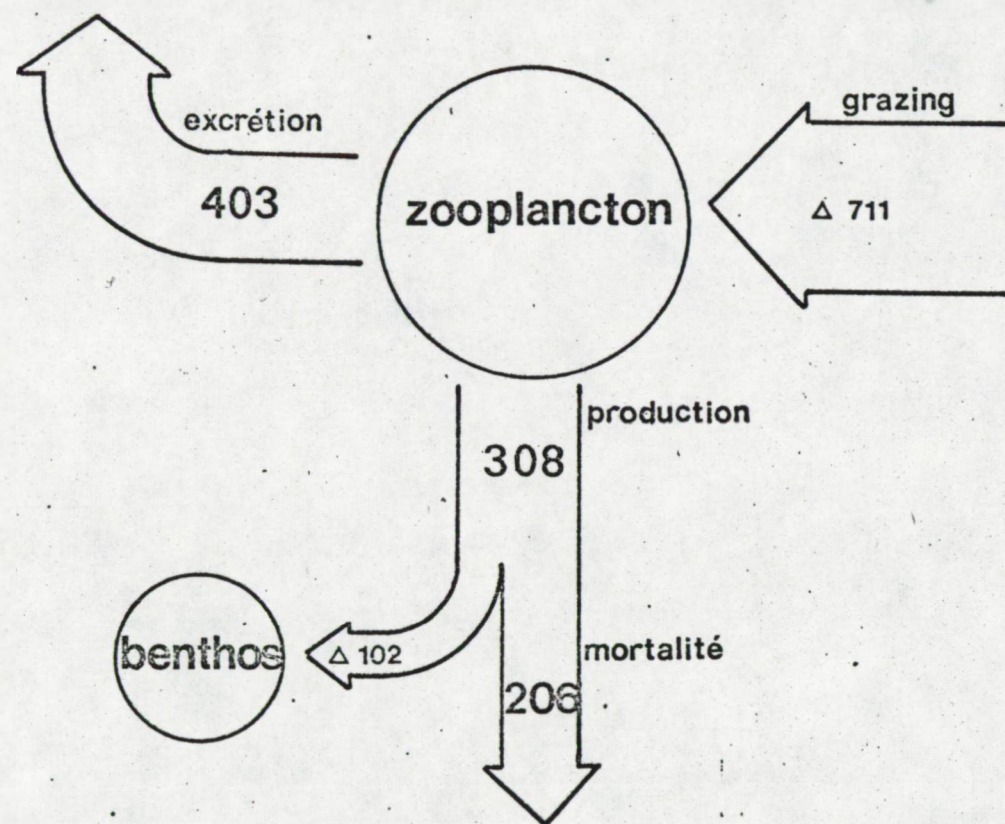 excrétion
403
zooplancton
grazing
Δ 711
production
308
benthos
Δ 102
mortalité
206